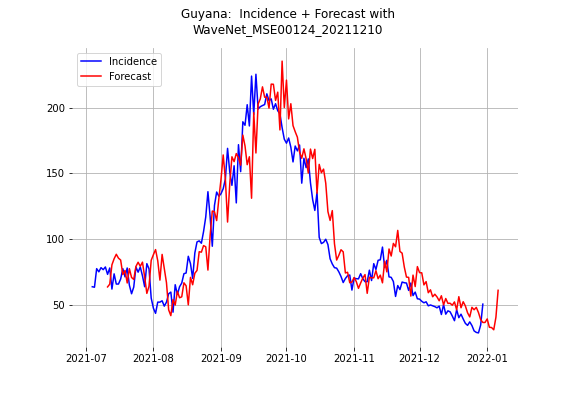 Guyana:  Incidence + Forecast with
WaveNet_MSE00124_20211210
Incidence
Forecast
200
150
100
50
2021-07
2021-08
2021-09
2021-10
2021-11
2021-12
2022-01